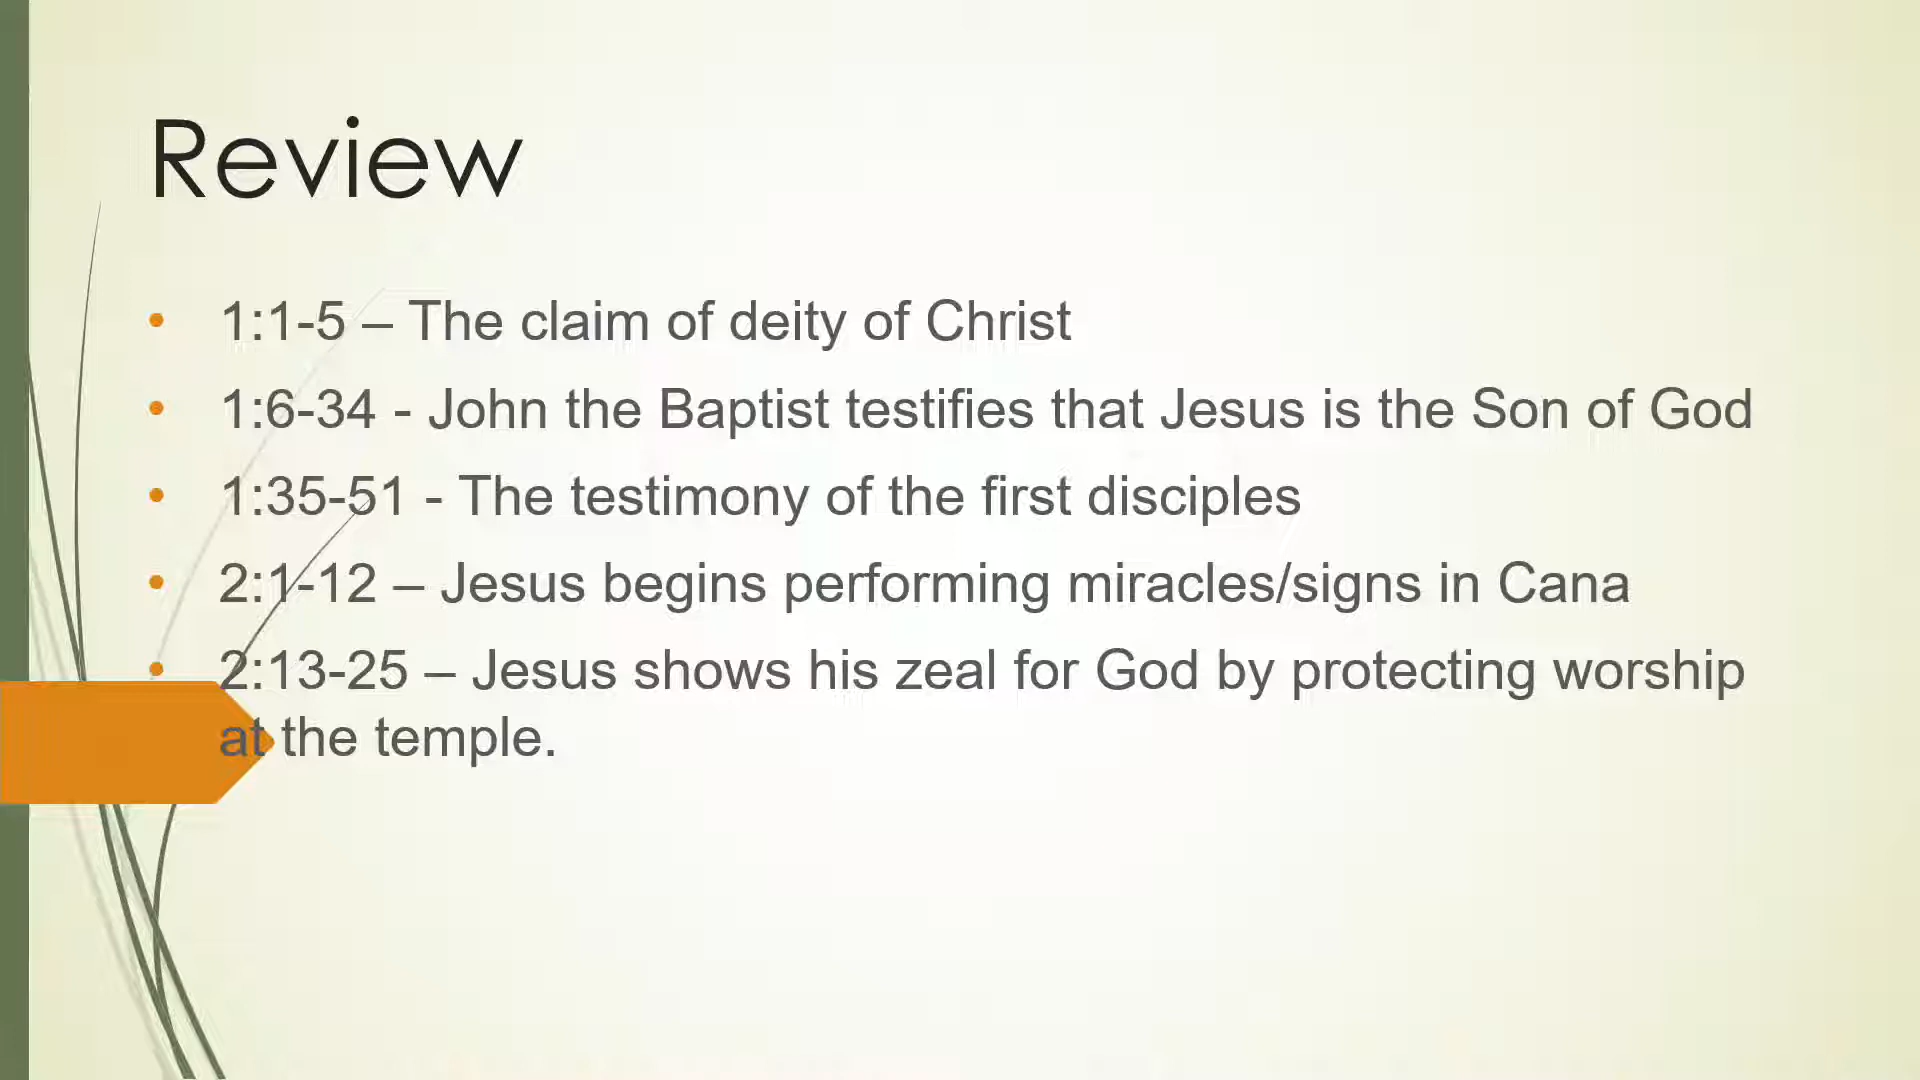 Review
• 1:1-5 – The claim of deity of Christ
• 1:6-34 - John the Baptist testifies that Jesus is the Son of God
• 1:35-51 - The testimony of the first disciples
• 2:1-12 – Jesus begins performing miracles/signs in Cana
• 2:13-25 – Jesus shows his zeal for God by protecting worship
at the temple.